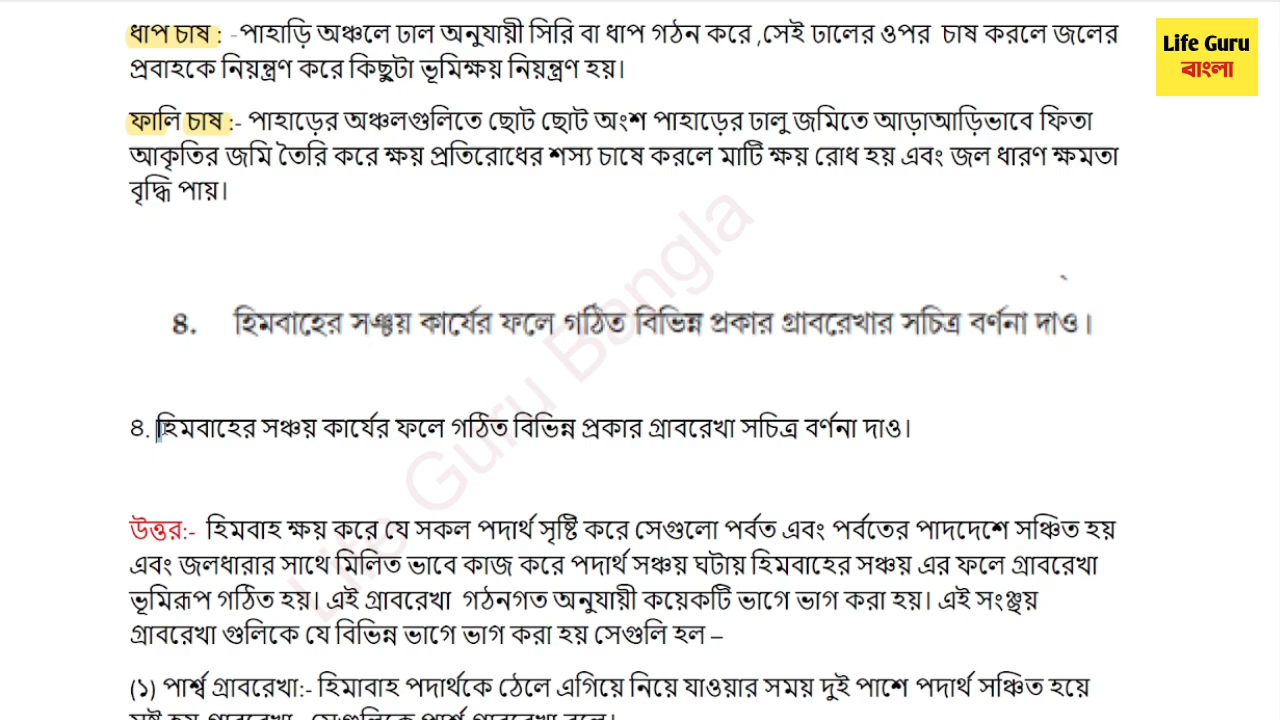 ধাপ চাষ : -পাহাড়ি অঞ্চলে ঢাল অনুযায়ী সিরি বা ধাপ গঠন করে ,সেই ঢালের ওপর চাষ করলে জলের
প্রবাহকে নিয়ন্ত্রণ করে কিছুটা ভূমিক্ষয় নিয়ন্ত্রণ হয়।
ফালি চাষ :- পাহাড়ের অঞ্চলগুলিতে ছোট ছোট অংশ পাহাড়ের ঢালু জমিতে আড়াআড়িভাবে ফিতা
আকৃতির জমি তৈরি করে ক্ষয় প্রতিরোধের শস্য চাষে করলে মাটি ক্ষয় রোধ হয় এবং জল ধারণ ক্ষমতা
বৃদ্ধি পায়।
Life Guru
বাংলা
৪. হিমবাহের সঞ্চয় কার্যের ফলে গঠিত বিভিন্ন প্রকার গ্রাবরেখার সচিত্র বর্ণনা দাও।
৪. হিমবাহের সঞ্চয় কার্যের ফলে গঠিত বিভিন্ন প্রকার গ্রাবরেখা সচিত্র বর্ণনা দাও।
Life Guru Bangla
উত্তর:- হিমবাহ ক্ষয় করে যে সকল পদার্থ সৃষ্টি করে সেগুলো পর্বত এবং পর্বতের পাদদেশে সঞ্চিত হয়
এবং জলধারার সাথে মিলিত ভাবে কাজ করে পদার্থ সঞ্চয় ঘটায় হিমবাহের সঞ্চয় এর ফলে গ্রাবরেখা
ভূমিরূপ গঠিত হয়। এই গ্রাবরেখা গঠনগত অনুযায়ী কয়েকটি ভাগে ভাগ করা হয়। এই সংঞ্ছয়
গ্রাবরেখা গুলিকে যে বিভিন্ন ভাগে ভাগ করা হয় সেগুলি হল –
(১) পার্শ্ব গ্রাবরেখা:- হিমাবাহ পদার্থকে ঠেলে এগিয়ে নিয়ে যাওয়ার সময় দুই পাশে পদার্থ সঞ্চিত হয়ে